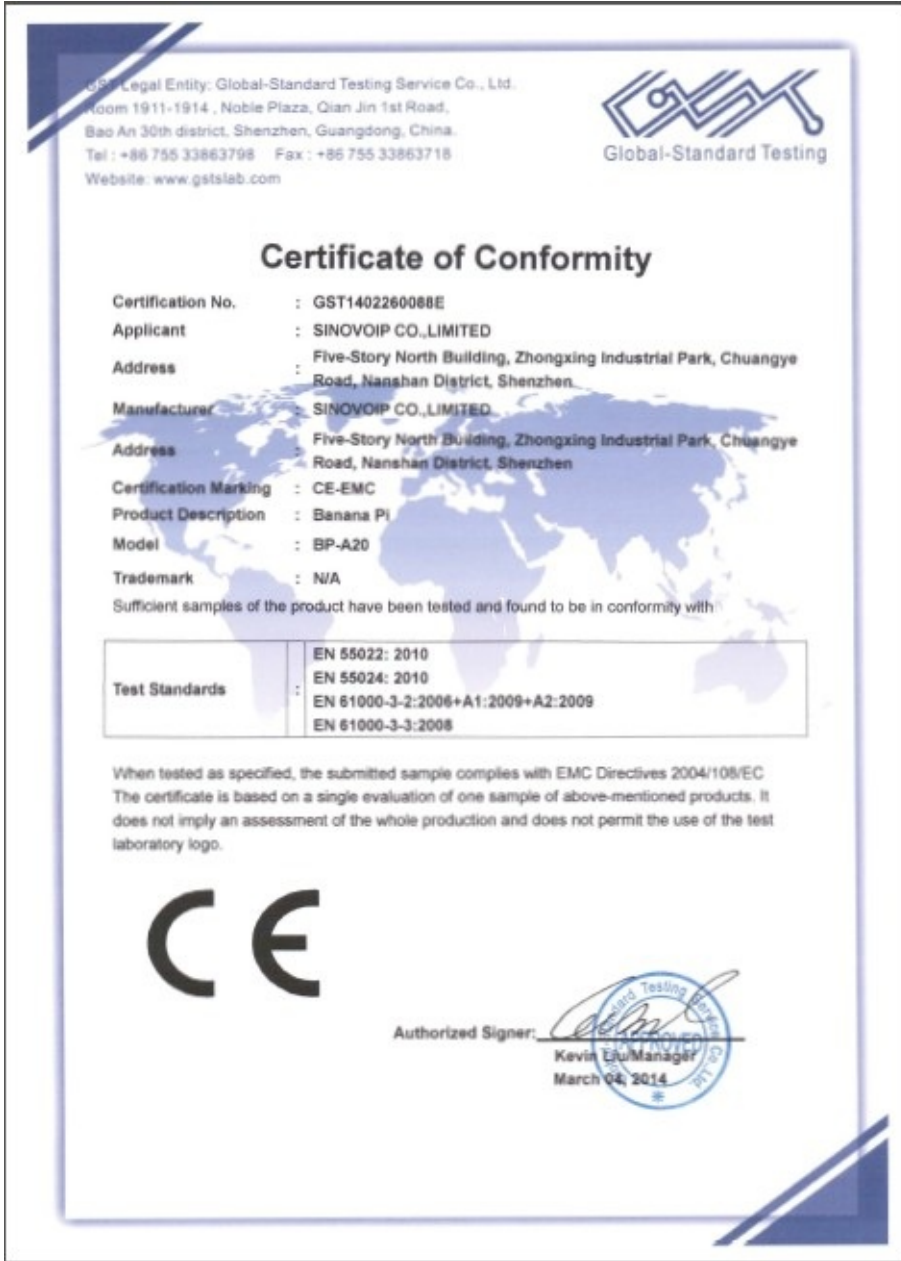 GST Legal Entity: Global-Standard Testing Service Co., Ltd.
Room 1911-1914 , Noble Plaza, Qian Jin 1st Road,
Bao An 30th district, Shenzhen, Guangdong, China.
Tel : +86 755 33863798 Fax : +86 755 33863718
Website: www.gstslab.com
Global-Standard Testing
Certificate of Conformity
Certification No. : GST1402260088E
Applicant : SINOVOIP CO.,LIMITED
Address : Five-Story North Building, Zhongxing Industrial Park, Chuangye
Road, Nanshan District, Shenzhen
Manufacturer : SINOVOIP CO.,LIMITED
Address : Five-Story North Building, Zhongxing Industrial Park, Chuangye
Road, Nanshan District, Shenzhen
Certification Marking : CE-EMC
Product Description : Banana Pi
Model : BP-A20
Trademark : N/A
Sufficient samples of the product have been tested and found to be in conformity with
Test Standards :
EN 55022: 2010
EN 55024: 2010
EN 61000-3-2:2006+A1:2009+A2:2009
EN 61000-3-3:2008
When tested as specified, the submitted sample complies with EMC Directives 2004/108/EC
The certificate is based on a single evaluation of one sample of above-mentioned products. It
does not imply an assessment of the whole production and does not permit the use of the test
laboratory logo.
CE
Authorized Signer:
Kevin Liu/Manager
March 04, 2014
Global-Standard Testing Service Co., Ltd
APPROVED